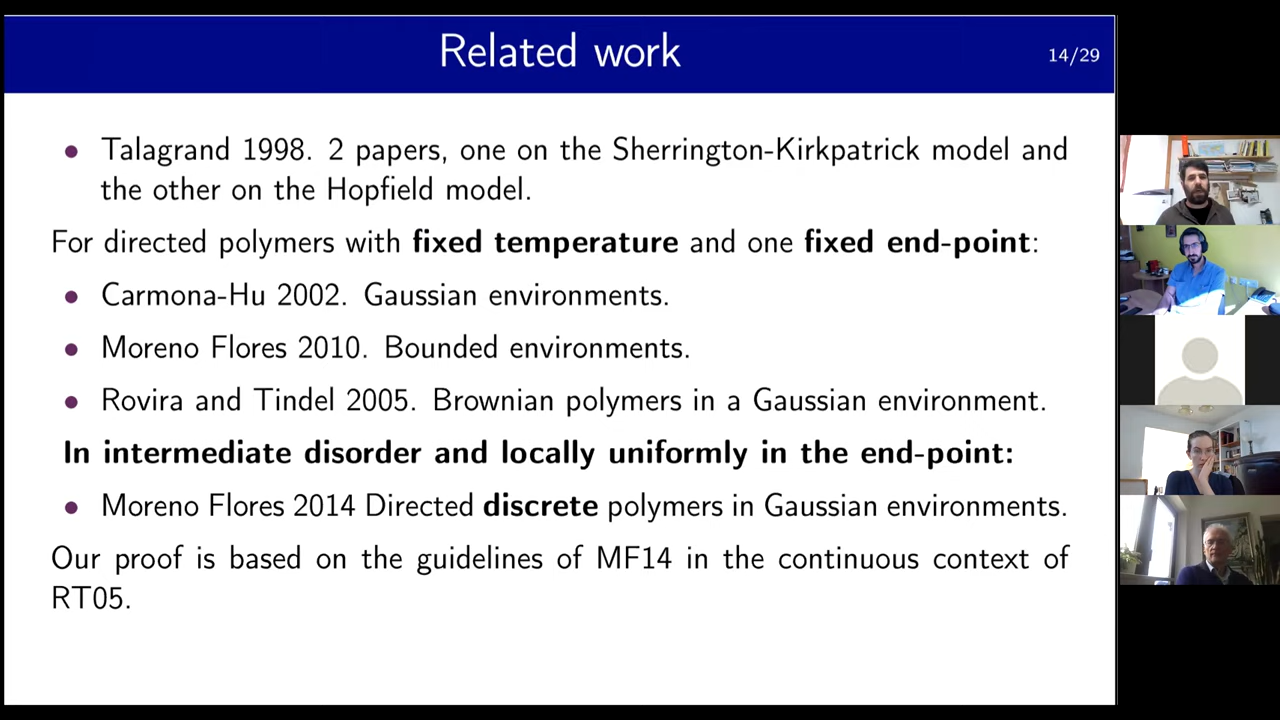 Related work
14/29
• Talagrand 1998. 2 papers, one on the Sherrington-Kirkpatrick model and
the other on the Hopfield model.
For directed polymers with fixed temperature and one fixed end-point:
• Carmona-Hu 2002. Gaussian environments.
• Moreno Flores 2010. Bounded environments.
• Rovira and Tindel 2005. Brownian polymers in a Gaussian environment.
In intermediate disorder and locally uniformly in the end-point:
• Moreno Flores 2014 Directed discrete polymers in Gaussian environments.
Our proof is based on the guidelines of MF14 in the continuous context of
RT05.